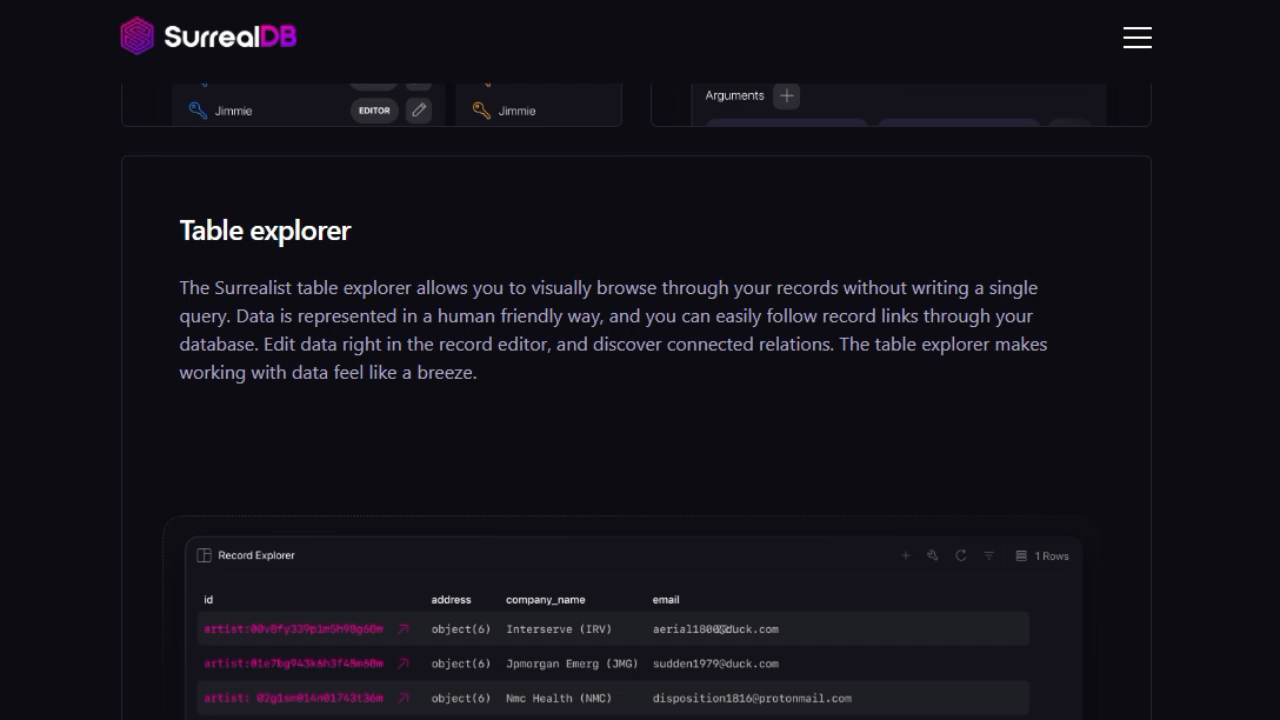 SurrealDB
Jimmie EDITOR Jimmie
Arguments
Table explorer
The Surrealist table explorer allows you to visually browse through your records without writing a single
query. Data is represented in a human friendly way, and you can easily follow record links through your
database. Edit data right in the record editor, and discover connected relations. The table explorer makes
working with data feel like a breeze.
Record Explorer 1 Rows
id address company_name email
object(6) Interserve (IRV) aerial1800@duck.com
object(6) Jpmorgan Emerg (JMG) sudden1979@duck.com
object(6) Nmc Health (NMC) disposition1816@protonmail.com